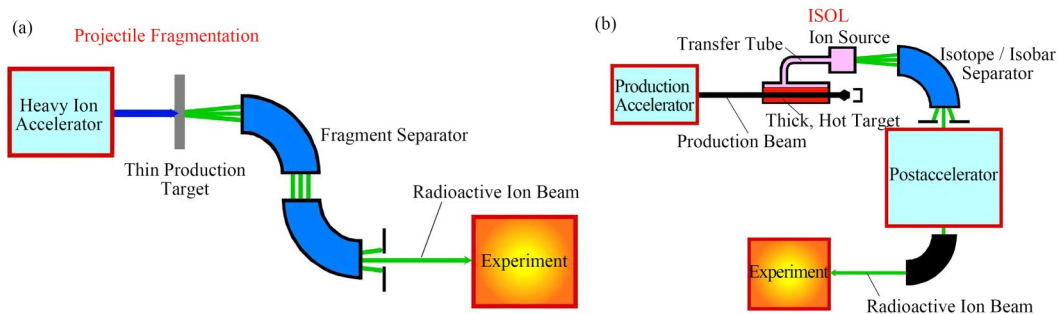 (a)
Projectile Fragmentation
Heavy Ion
Accelerator
Thin Production
Target
Fragment Separator
Radioactive Ion Beam
Experiment
(b)
ISOL
Ion Source
Transfer Tube
Isotope / Isobar
Separator
Production
Accelerator
Thick, Hot Target
Production Beam
Postaccelerator
Experiment
Radioactive Ion Beam